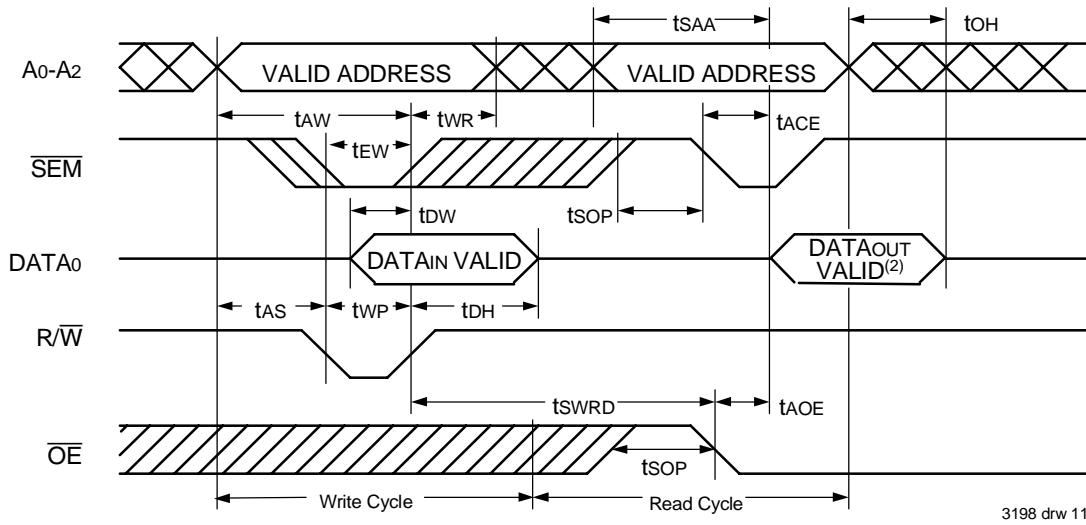 tSAA
tOH
A0-A2
VALID ADDRESS
VALID ADDRESS
tAW
tWR
tACE
tEW
SEM
tDW
tSOP
DATA0
DATAIN VALID
DATAOUT
VALID(2)
tAS
tWP
tDH
R/W
tSWRD
tAOE
OE
tSOP
Write Cycle
Read Cycle
3198 drw 11